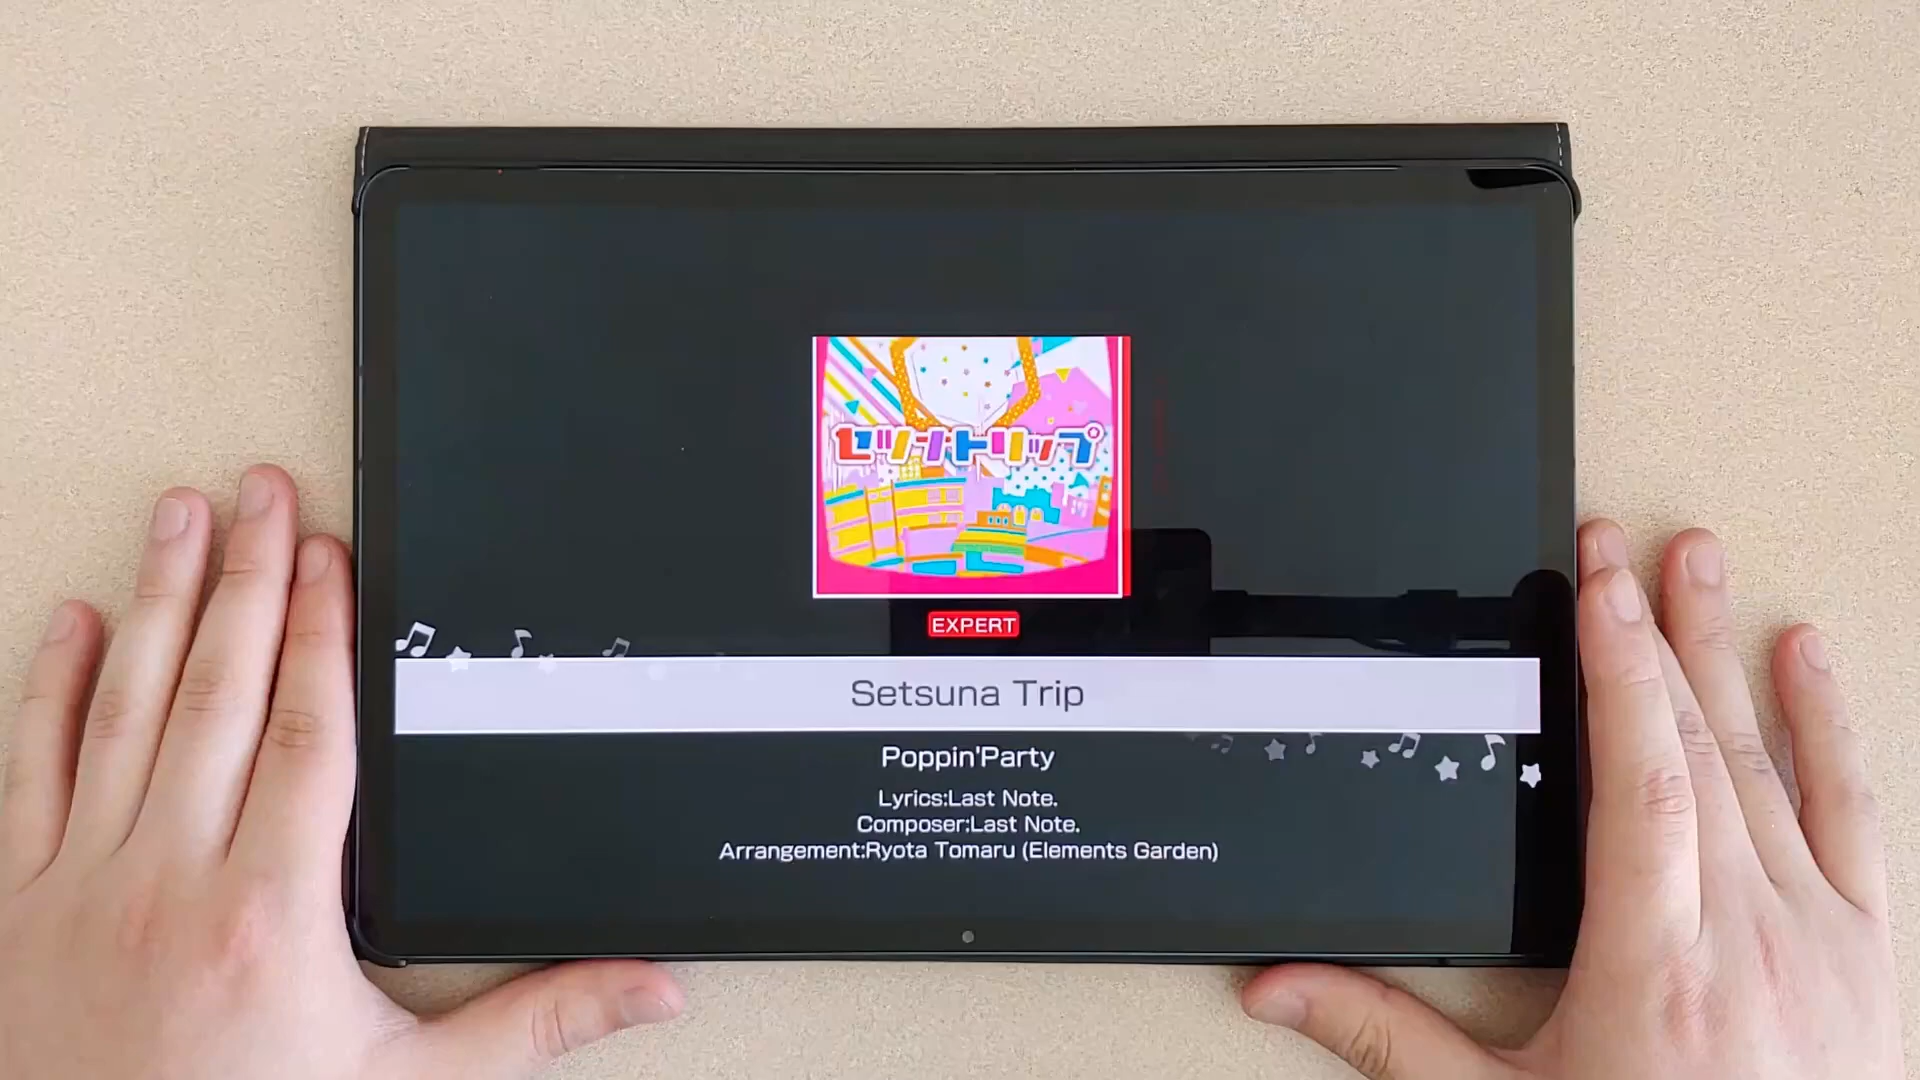 セツナトリップ
EXPERT
Setsuna Trip
Poppin'Party
Lyrics:Last Note.
Composer:Last Note.
Arrangement:Ryota Tomaru (Elements Garden)